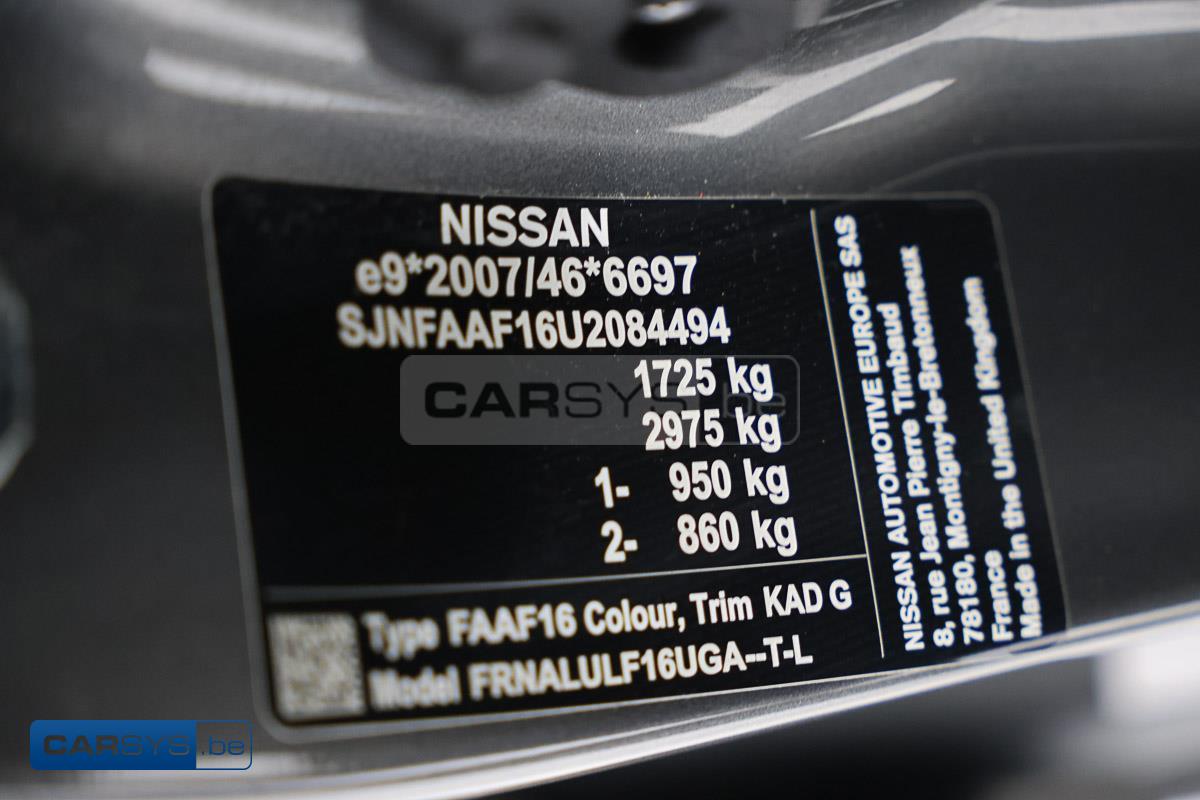 NISSAN
e9*2007/46*6697
SJNFAAF16U2084494
1725 kg
2975 kg
1- 950 kg
2- 860 kg
Type FAAF16 Colour, Trim KAD G
Model FRNALULF16UGA--T-L
NISSAN AUTOMOTIVE EUROPE SAS
8, rue Jean Pierre Timbaud
78180, Montigny-le-Bretonneux
France
Made in the United Kingdom
CARSYS.be
CARSYS.be